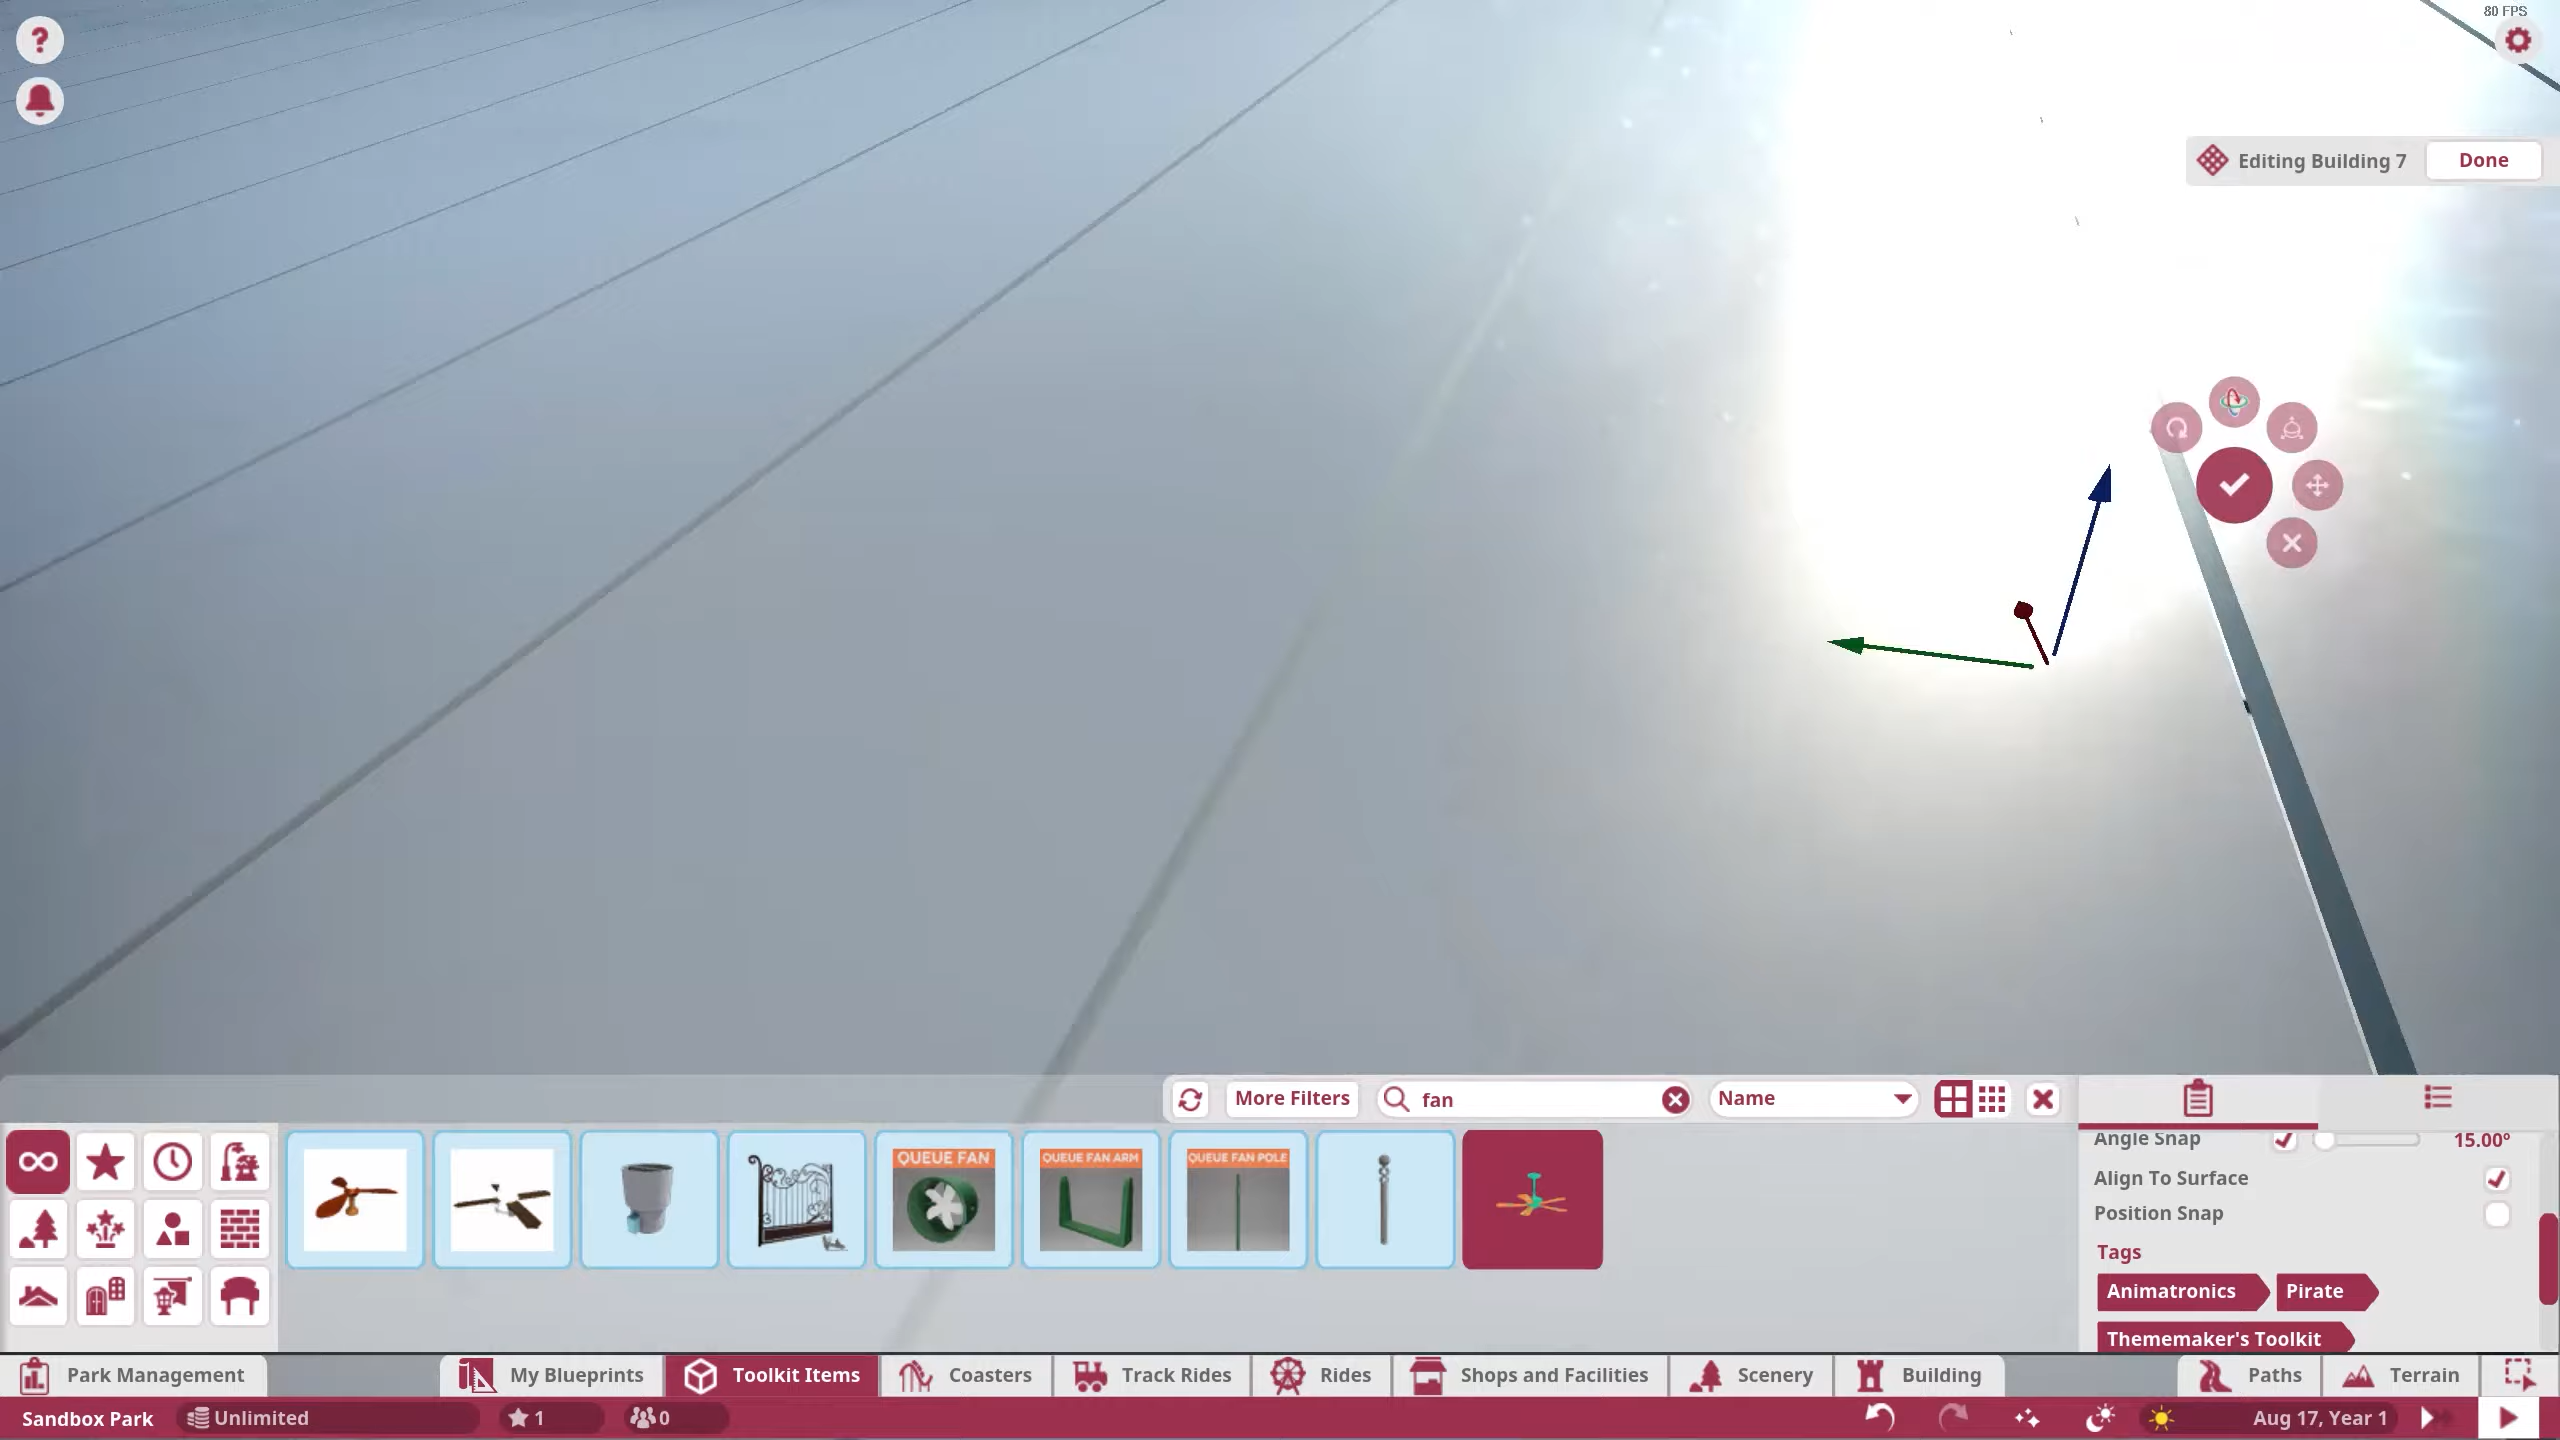 80 FPS
Editing Building 7
Done
More Filters
fan
Name
Angle Snap
15.00°
Align To Surface
Position Snap
Tags
Animatronics
Pirate
Thememaker's Toolkit
QUEUE FAN
QUEUE FAN ARM
QUEUE FAN POLE
Park Management
My Blueprints
Toolkit Items
Coasters
Track Rides
Rides
Shops and Facilities
Scenery
Building
Paths
Terrain
Sandbox Park
Unlimited
1
0
Aug 17, Year 1